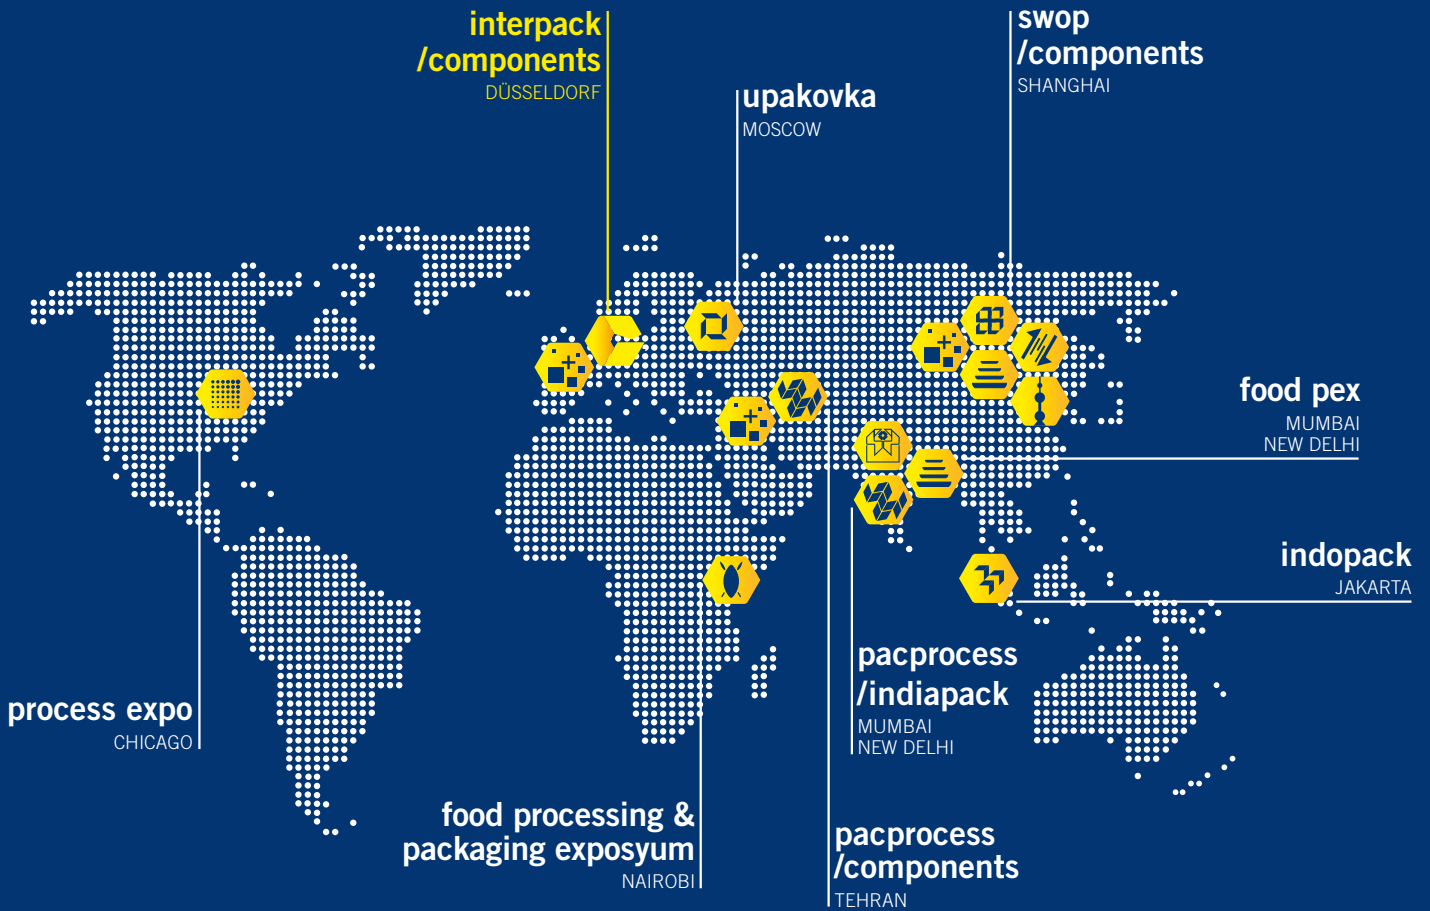 interpack
/components
DÜSSELDORF
swop
/components
SHANGHAI
upakovka
MOSCOW
food pex
MUMBAI
NEW DELHI
indopack
JAKARTA
pacprocess
/indiapack
MUMBAI
NEW DELHI
process expo
CHICAGO
food processing &
packaging exposyum
NAIROBI
pacprocess
/components
TEHRAN